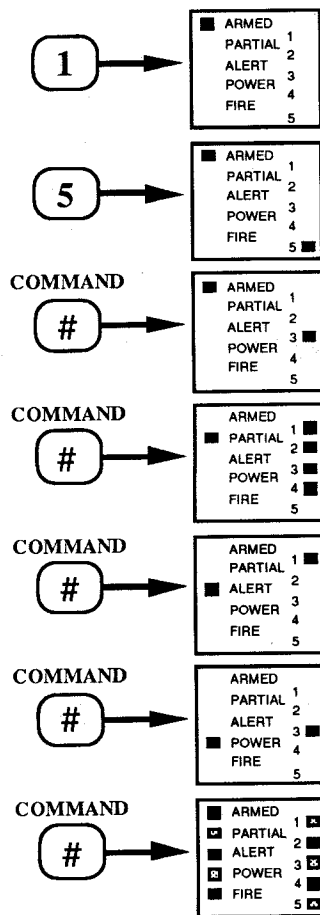 1
ARMED
PARTIAL 1
ALERT 2
POWER 3
FIRE 4
5
5
ARMED
PARTIAL 1
ALERT 2
POWER 3
FIRE 4
5
COMMAND
#
ARMED
PARTIAL 1
ALERT 2
POWER 3
FIRE 4
5
COMMAND
#
ARMED
PARTIAL 1
ALERT 2
POWER 3
FIRE 4
5
COMMAND
#
ARMED
PARTIAL 1
ALERT 2
POWER 3
FIRE 4
5
COMMAND
#
ARMED
PARTIAL 1
ALERT 2
POWER 3
FIRE 4
5
COMMAND
#
ARMED
PARTIAL 1
ALERT 2
POWER 3
FIRE 4
5